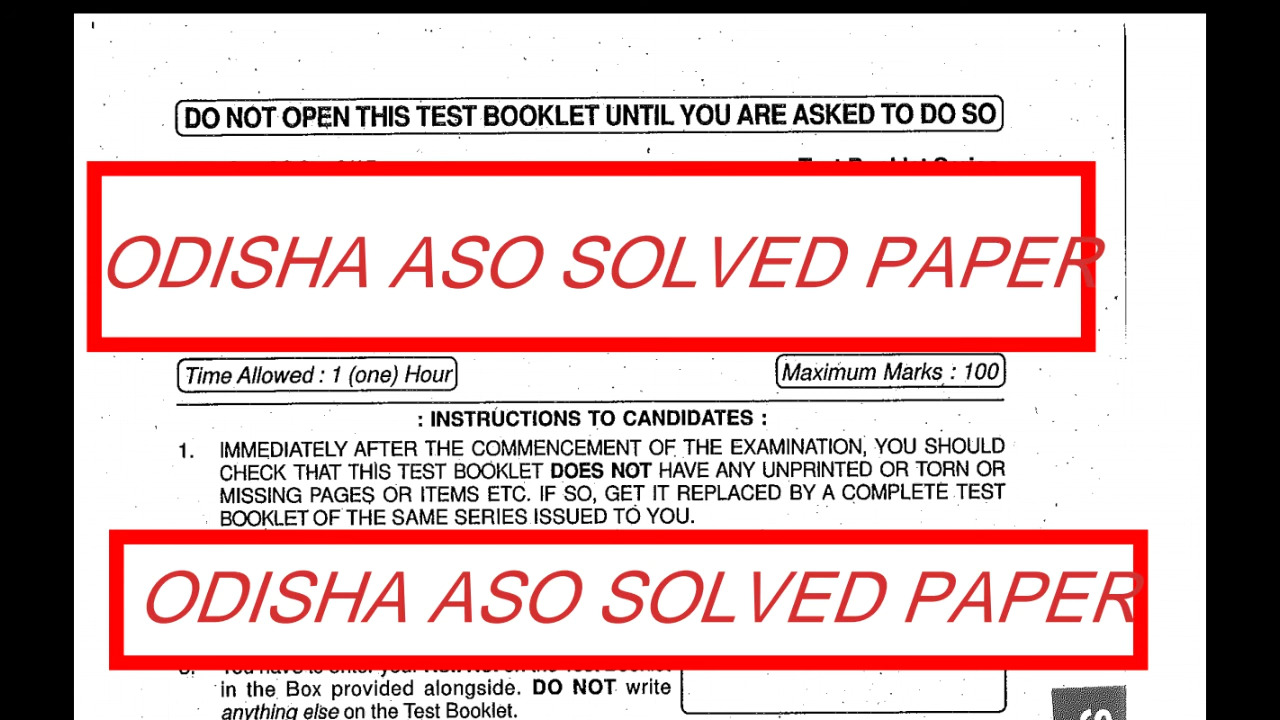 DO NOT OPEN THIS TEST BOOKLET UNTIL YOU ARE ASKED TO DO SO
ODISHA ASO SOLVED PAPER
Time Allowed : 1 (one) Hour
Maximum Marks : 100
: INSTRUCTIONS TO CANDIDATES :
1. IMMEDIATELY AFTER THE COMMENCEMENT OF THE EXAMINATION, YOU SHOULD
CHECK THAT THIS TEST BOOKLET DOES NOT HAVE ANY UNPRINTED OR TORN OR
MISSING PAGES OR ITEMS ETC. IF SO, GET IT REPLACED BY A COMPLETE TEST
BOOKLET OF THE SAME SERIES ISSUED TO YOU.
ODISHA ASO SOLVED PAPER
in the Box provided alongside. DO NOT write
anything else on the Test Booklet.